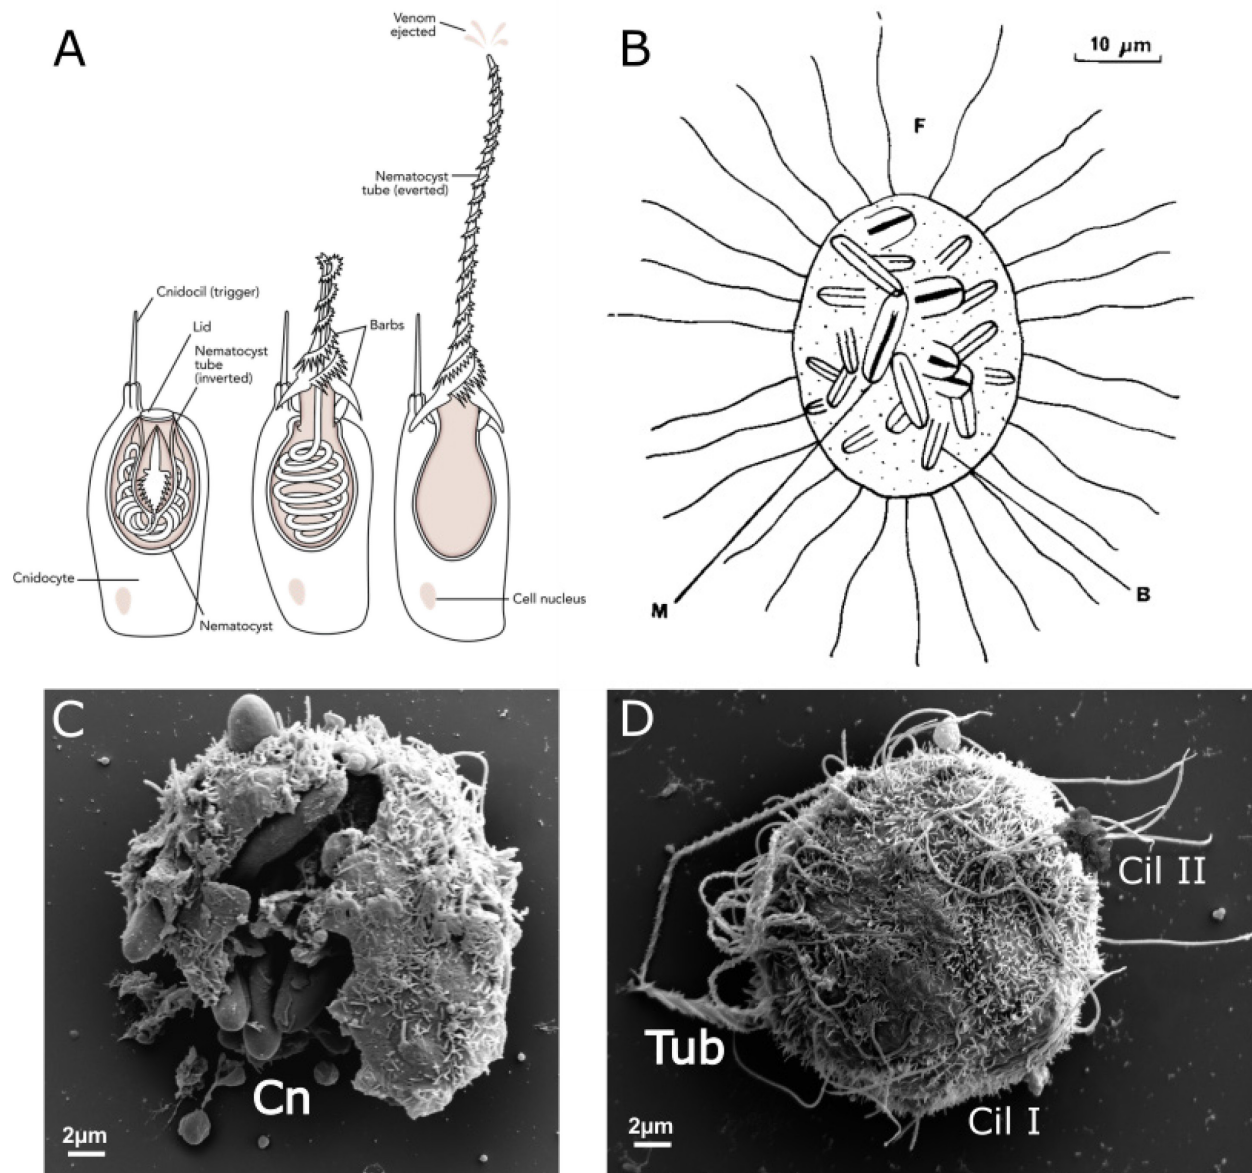 A
Venom
ejected
Nematocyst
tube (everted)
Cnidocil (trigger)
Lid
Nematocyst
tube
(inverted)
Barbs
Cnidocyte
Nematocyst
Cell nucleus
B
10 µm
F
M
B
C
Cn
2µm
D
Cil II
Tub
Cil I
2µm